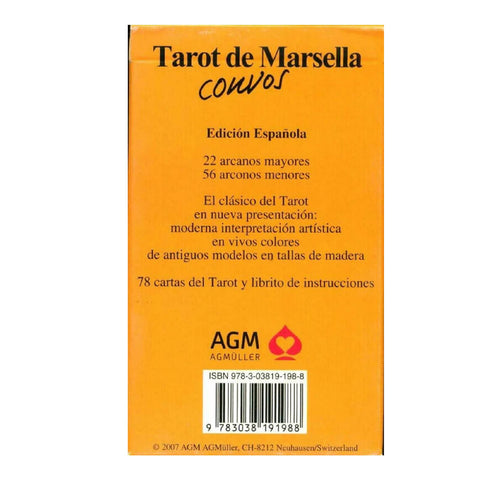 Tarot de Marsella
convos
Edición Española
22 arcanos mayores
56 arconos menores
El clásico del Tarot
en nueva presentación:
moderna interpretación artística
en vivos colores
de antiguos modelos en tallas de madera
78 cartas del Tarot y librito de instrucciones
AGM
AGMÜLLER
ISBN 978-3-03819-198-8
9 783038 191988
© 2007 AGM AGMüller, CH-8212 Neuhausen/Switzerland